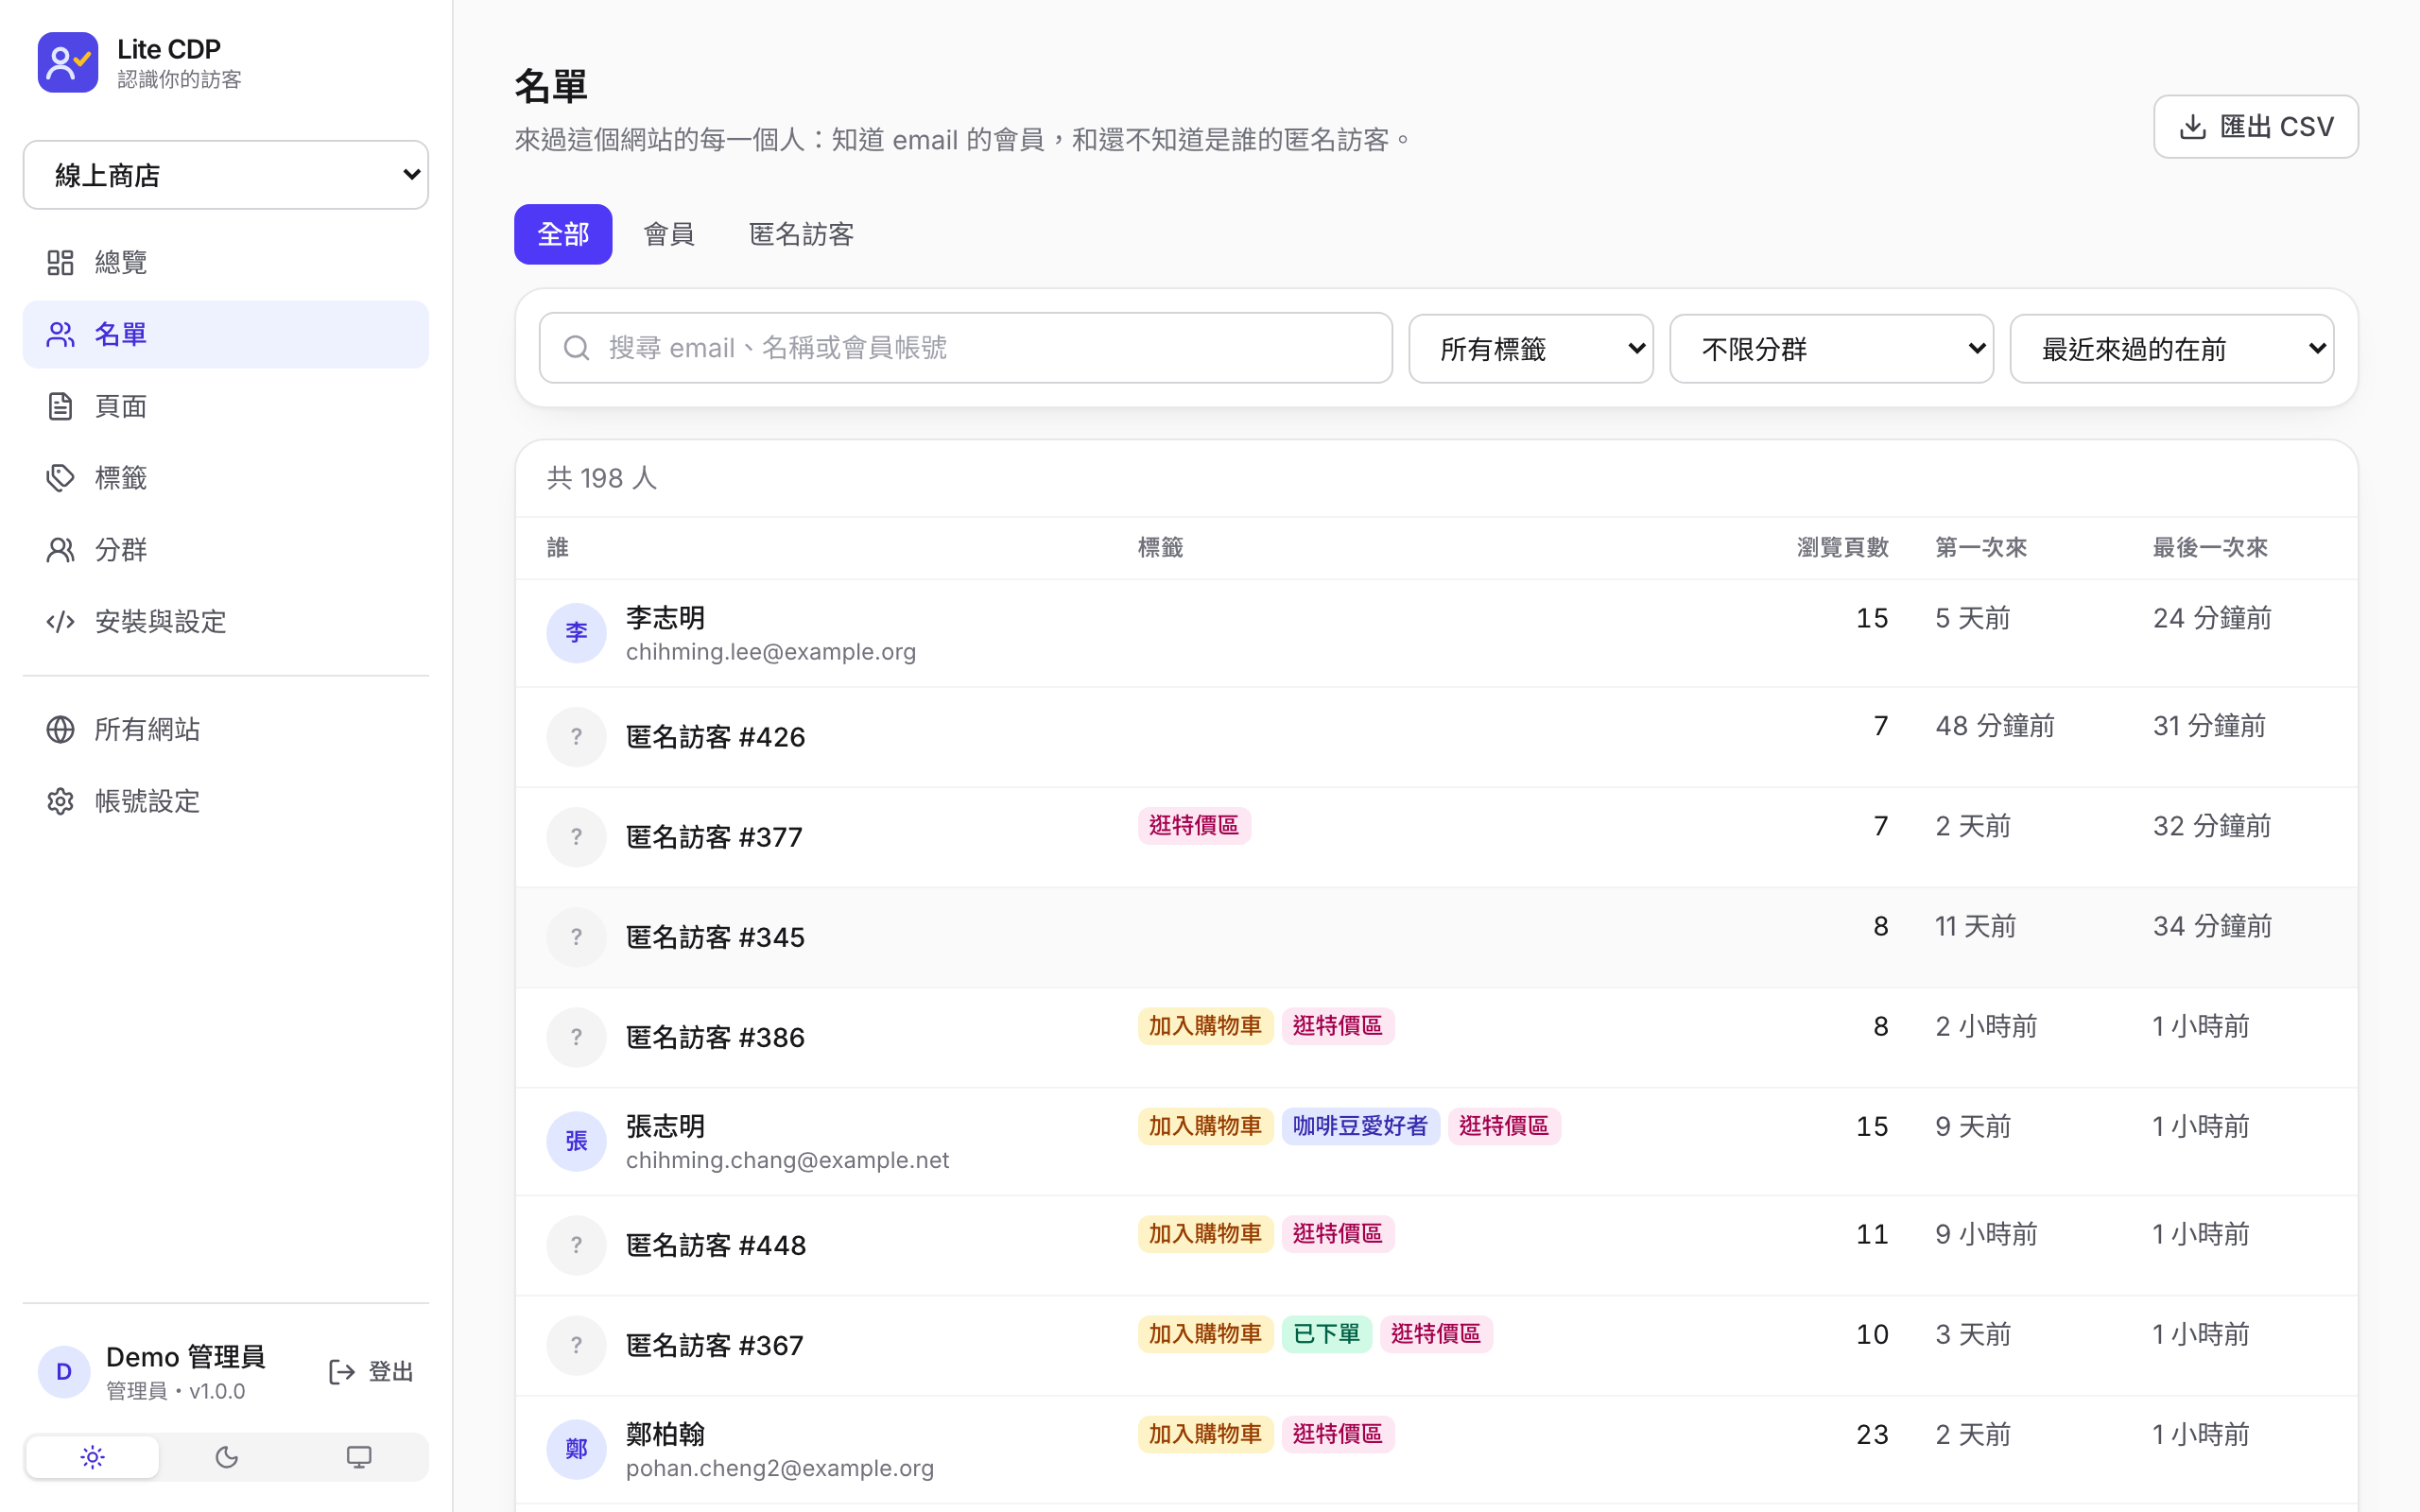 Lite CDP
認識你的訪客
線上商店
總覽
名單
頁面
標籤
分群
安裝與設定
所有網站
帳號設定
D
Demo 管理員
管理員・v1.0.0
登出
名單
來過這個網站的每一個人：知道 email 的會員，和還不知道是誰的匿名訪客。
匯出 CSV
全部 會員 匿名訪客
搜尋 email、名稱或會員帳號 所有標籤 不限分群 最近來過的在前
共 198 人
誰 標籤 瀏覽頁數 第一次來 最後一次來
李 李志明 15 5 天前 24 分鐘前
chihming.lee@example.org
? 匿名訪客 #426 7 48 分鐘前 31 分鐘前
? 匿名訪客 #377 逛特價區 7 2 天前 32 分鐘前
? 匿名訪客 #345 8 11 天前 34 分鐘前
? 匿名訪客 #386 加入購物車 逛特價區 8 2 小時前 1 小時前
張 張志明 加入購物車 咖啡豆愛好者 逛特價區 15 9 天前 1 小時前
chihming.chang@example.net
? 匿名訪客 #448 加入購物車 逛特價區 11 9 小時前 1 小時前
? 匿名訪客 #367 加入購物車 已下單 逛特價區 10 3 天前 1 小時前
鄭 鄭柏翰 加入購物車 逛特價區 23 2 天前 1 小時前
pohan.cheng2@example.org